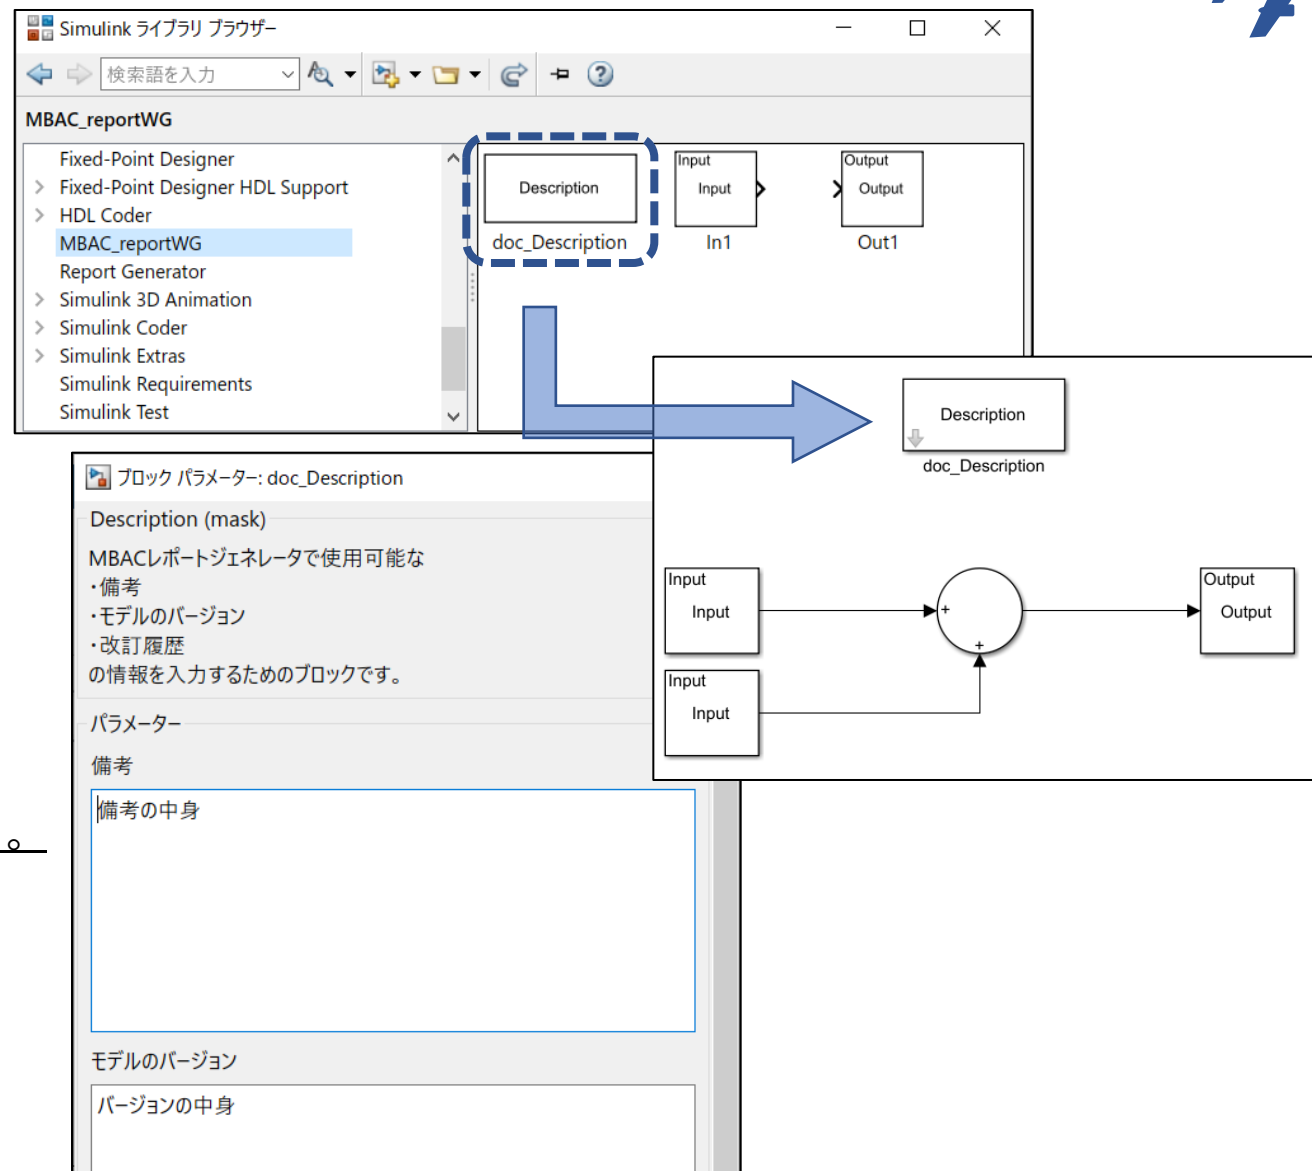 Simulink ライブラリ ブラウザー
検索語を入力
MBAC_reportWG
Fixed-Point Designer
Fixed-Point Designer HDL Support
HDL Coder
MBAC_reportWG
Report Generator
Simulink 3D Animation
Simulink Coder
Simulink Extras
Simulink Requirements
Simulink Test
Description
doc_Description
Input
Input
In1
Output
Output
Out1
Description
doc_Description
Input
Input
+
+
Output
Output
Input
Input
ブロック パラメーター: doc_Description
Description (mask)
MBACレポートジェネレータで使用可能な
・備考
・モデルのバージョン
・改訂履歴
の情報を入力するためのブロックです。
パラメーター
備考
備考の中身
。
モデルのバージョン
バージョンの中身